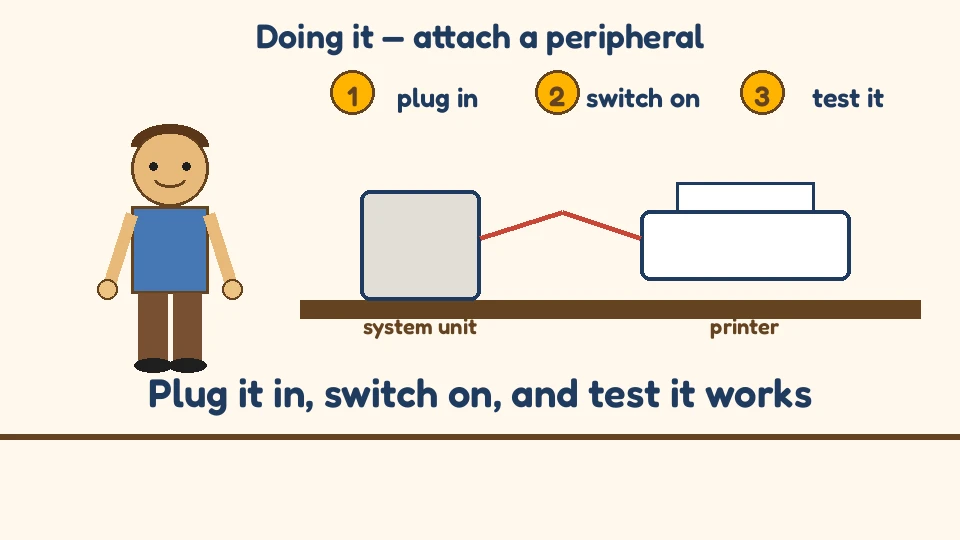 Doing it — attach a peripheral
1 plug in 2 switch on 3 test it
system unit printer
Plug it in, switch on, and test it works